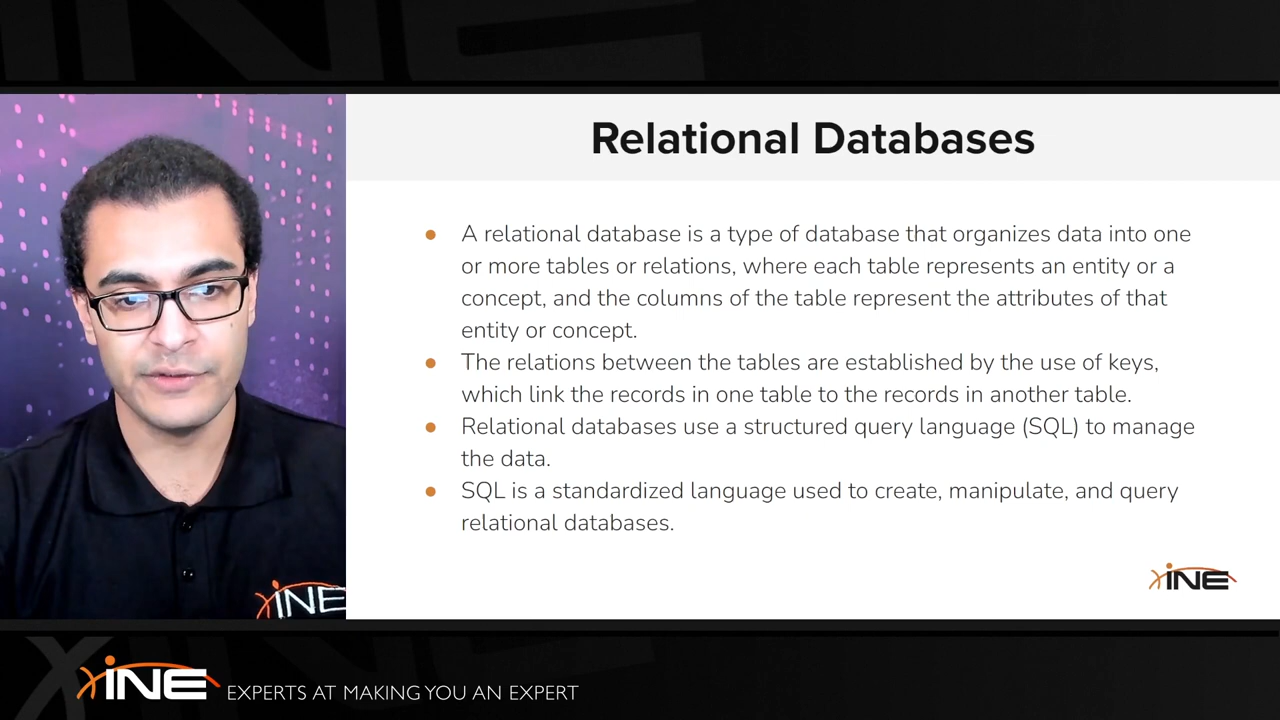 Relational Databases
● A relational database is a type of database that organizes data into one
or more tables or relations, where each table represents an entity or a
concept, and the columns of the table represent the attributes of that
entity or concept.
● The relations between the tables are established by the use of keys,
which link the records in one table to the records in another table.
● Relational databases use a structured query language (SQL) to manage
the data.
● SQL is a standardized language used to create, manipulate, and query
relational databases.
INE
INE
INE EXPERTS AT MAKING YOU AN EXPERT